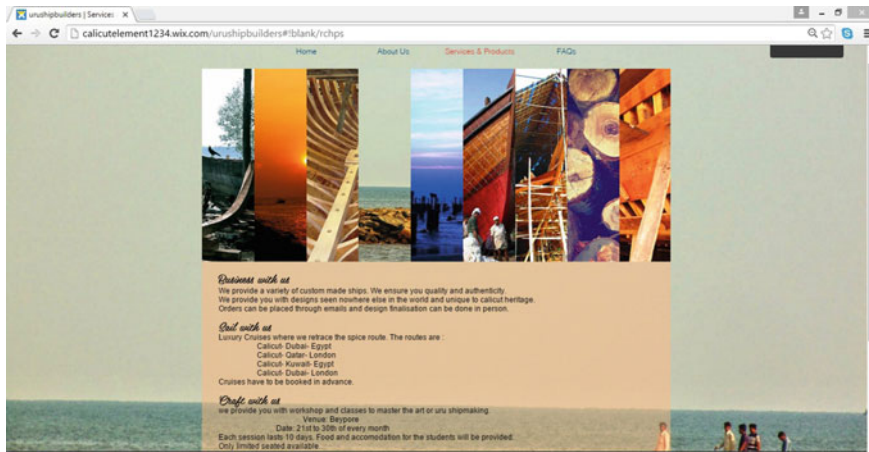 urushipbuilders | Services
calicutelement1234.wix.com/urushipbuilders#!blank/rchps
Home About Us Services & Products FAQs
Business with us
We provide a variety of custom made ships. We ensure you quality and authenticity.
We provide you with designs seen nowhere else in the world and unique to calicut heritage.
Orders can be placed through emails and design finalisation can be done in person.
Sail with us
Luxury Cruises where we retrace the spice route. The routes are :
Calicut- Dubai- Egypt
Calicut- Qatar- London
Calicut- Kuwait- Egypt
Calicut- Dubai- London
Cruises have to be booked in advance.
Craft with us
we provide you with workshop and classes to master the art or uru shipmaking.
Venue: Beypore
Date: 21st to 30th of every month
Each session lasts 10 days. Food and accomodation for the students will be provided.
Only limited seated available.